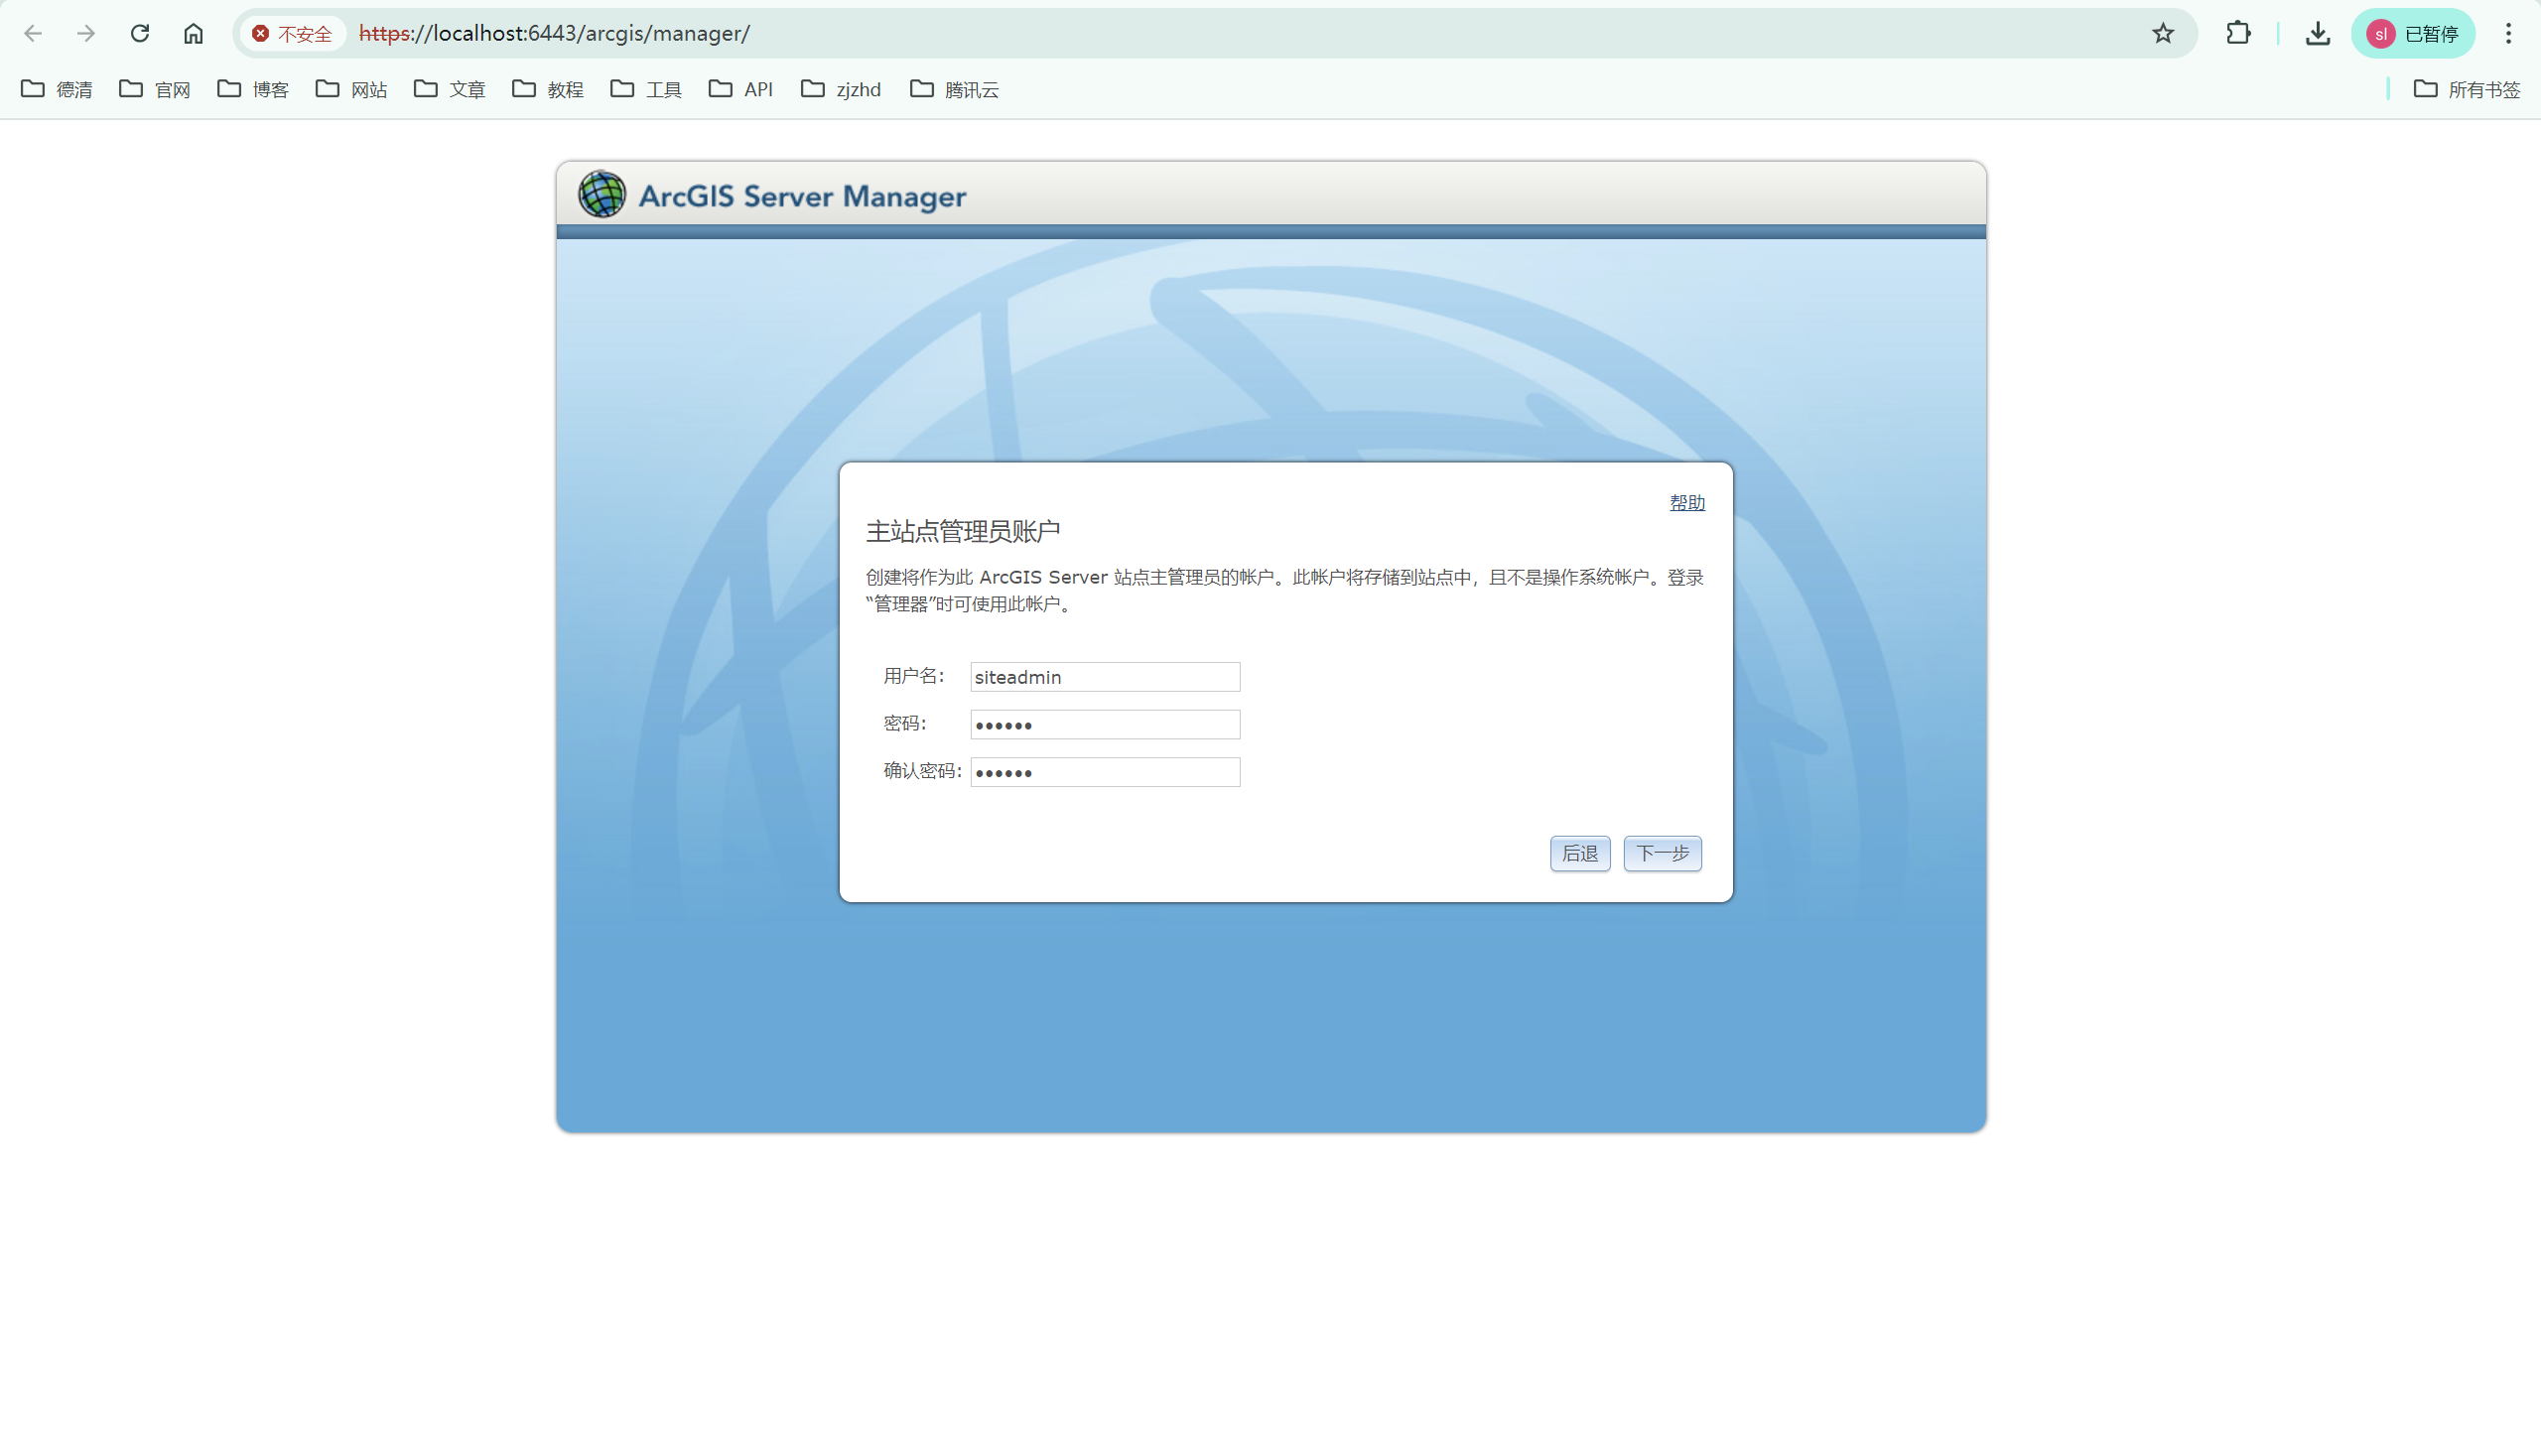 不安全 https://localhost:6443/arcgis/manager/ sl 已暂停
德清 官网 博客 网站 文章 教程 工具 API zjzhd 腾讯云 所有书签
ArcGIS Server Manager
帮助
主站点管理员账户
创建将作为此 ArcGIS Server 站点主管理员的帐户。此帐户将存储到站点中，且不是操作系统帐户。登录
“管理器”时可使用此帐户。
用户名: siteadmin
密码: ••••••
确认密码: ••••••
后退 下一步